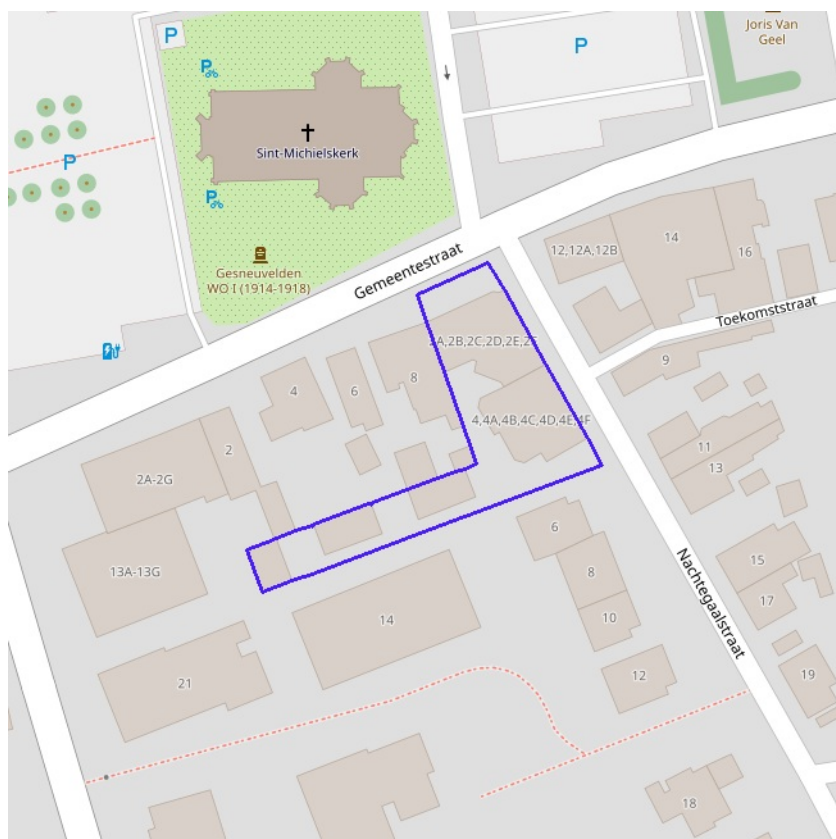 P
P
P
P
P
Joris Van
Geel
Sint-Michielskerk
Gesneuvelden
WO I (1914-1918)
Gemeentestraat
12,12A,12B
14
16
Toekomststraat
2A,2B,2C,2D,2E,2F
9
4
6
8
4,4A,4B,4C,4D,4E,4F
11
13
2
2A-2G
6
13A-13G
8
15
10
17
14
Nachtegaalstraat
12
19
21
18